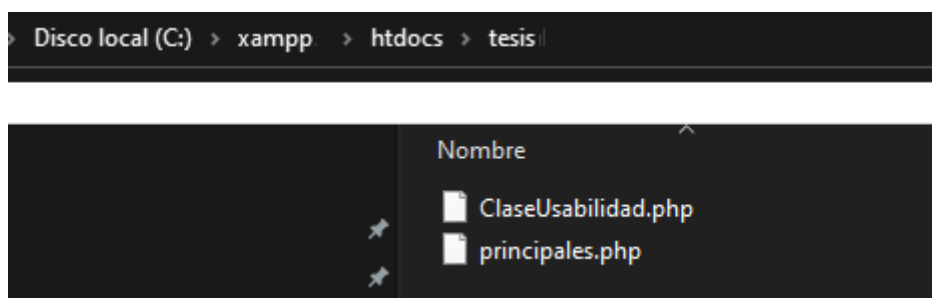 Disco local (C:) > xampp > htdocs > tesis
Nombre
ClaseUsabilidad.php
principales.php